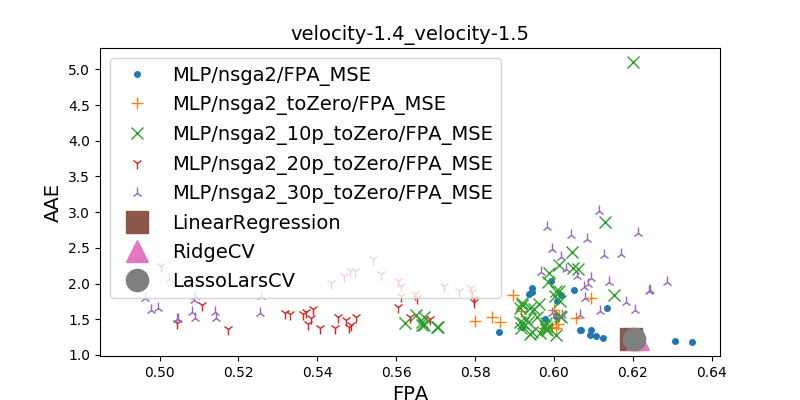 velocity-1.4_velocity-1.5
AAE
5.0
4.5
4.0
3.5
3.0
2.5
2.0
1.5
1.0
MLP/nsga2/FPA_MSE
MLP/nsga2_toZero/FPA_MSE
MLP/nsga2_10p_toZero/FPA_MSE
MLP/nsga2_20p_toZero/FPA_MSE
MLP/nsga2_30p_toZero/FPA_MSE
LinearRegression
RidgeCV
LassoLarsCV
0.50 0.52 0.54 0.56 0.58 0.60 0.62 0.64
FPA